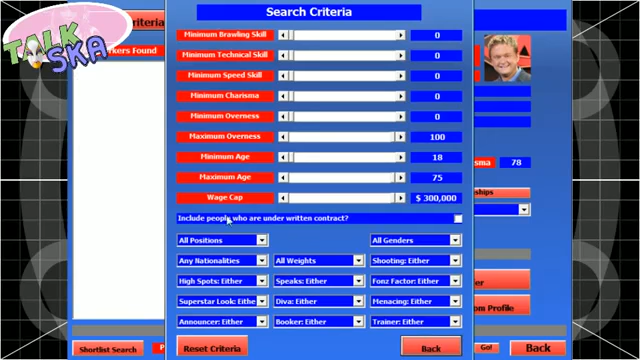 TALK
SKA
Criteria
kers Found
Search Criteria
Minimum Brawling Skill 0
Minimum Technical Skill 0
Minimum Speed Skill 0
Minimum Charisma 0
Minimum Overness 0
Maximum Overness 100
Minimum Age 18
Maximum Age 75
Wage Cap $ 300,000
Include people who are under written contract?
All Positions All Genders
Any Nationalities All Weights Shooting: Either
High Spots: Either Speaks: Either Fonz Factor: Either
Superstar Look: Eithe Diva: Either Menacing: Either
Announcer: Either Booker: Either Trainer: Either
Reset Criteria Back
Shortlist Search P
sma 78
ships
er
om Profile
Go! Back